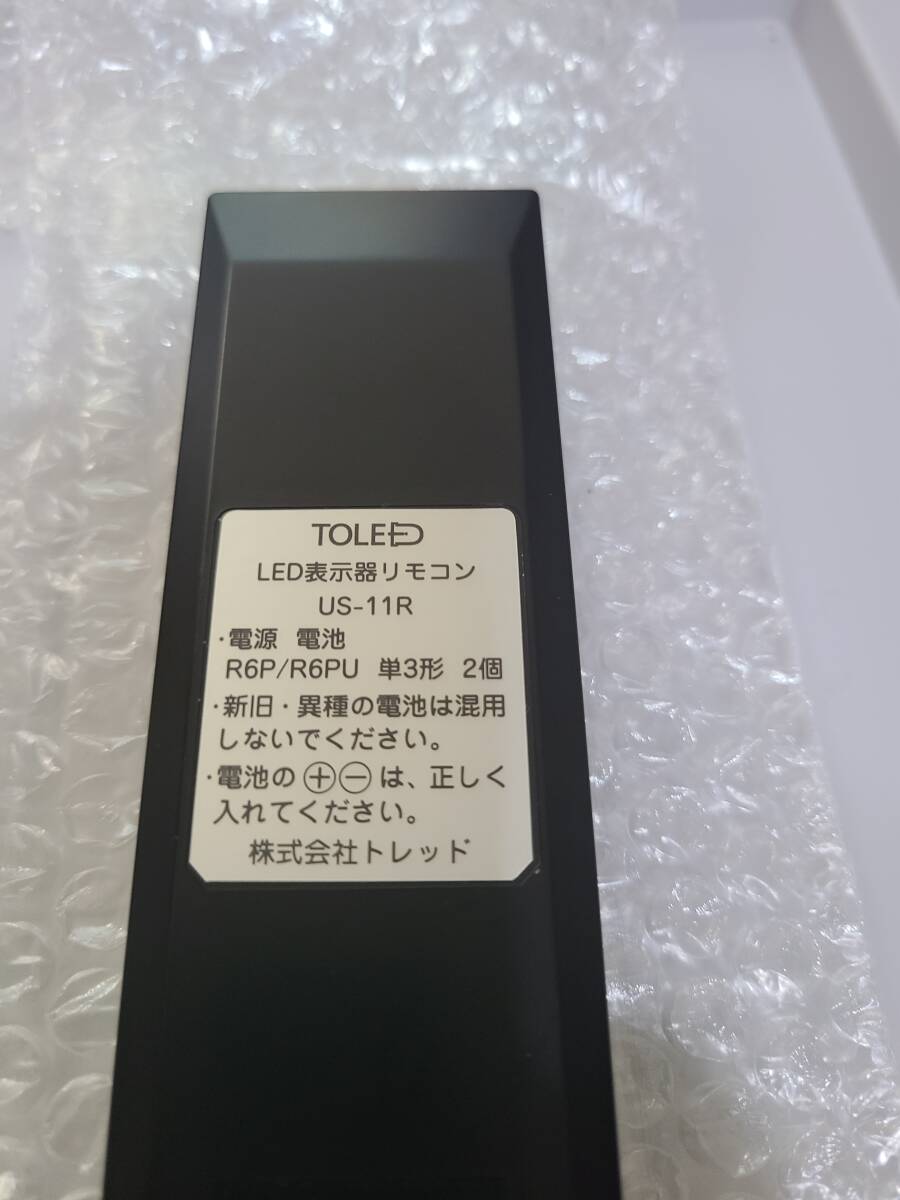 TOLED
LED表示器リモコン
US-11R
・電源 電池
R6P/R6PU 単3形 2個
・新旧・異種の電池は混用
しないでください。
・電池の⊕⊖は、正しく
入れてください。
株式会社トレッド